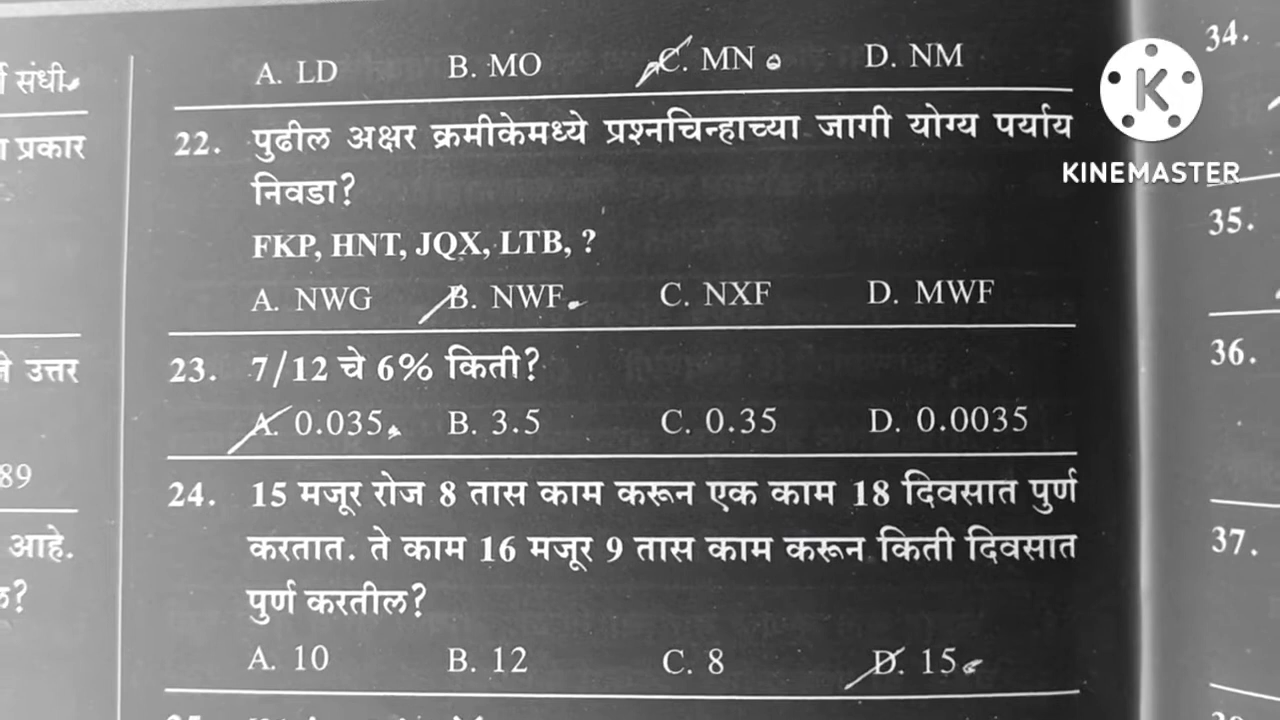 A. LD B. MO C. MN D. NM
22. पुढील अक्षर क्रमीकेमध्ये प्रश्नचिन्हाच्या जागी योग्य पर्याय
निवडा?
FKP, HNT, JQX, LTB, ?
A. NWG B. NWF C. NXF D. MWF
23. 7/12 चे 6% किती?
A. 0.035 B. 3.5 C. 0.35 D. 0.0035
24. 15 मजूर रोज 8 तास काम करून एक काम 18 दिवसात पुर्ण
करतात. ते काम 16 मजूर 9 तास काम करून किती दिवसात
पुर्ण करतील?
A. 10 B. 12 C. 8 D. 15
संधी
प्रकार
उत्तर
89
आहे.
34.
35.
36.
37.
K
KINEMASTER